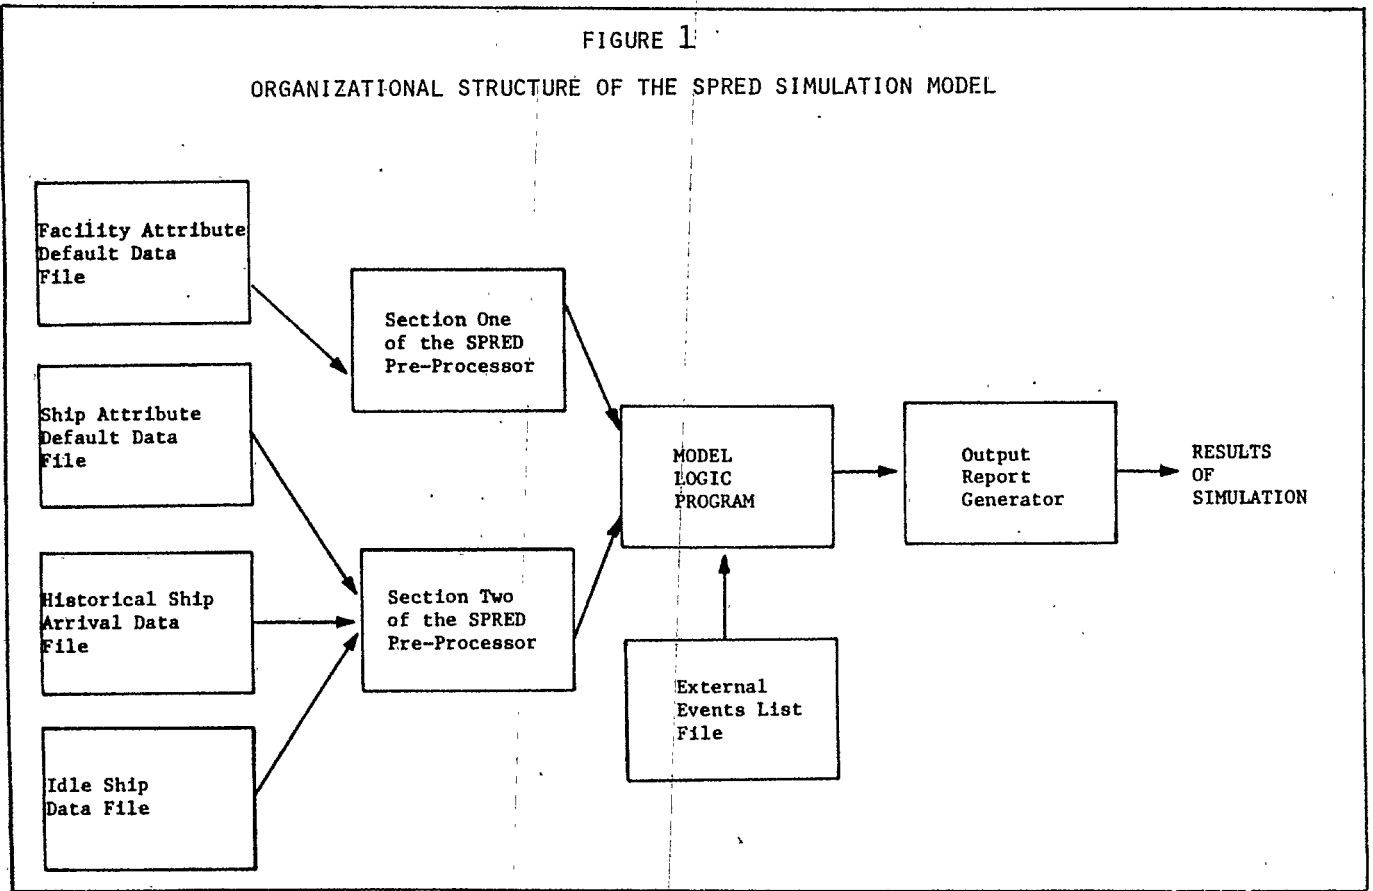 FIGURE 1
ORGANIZATIONAL STRUCTURE OF THE SPRED SIMULATION MODEL
Facility Attribute
Default Data
File
Section One
of the SPRED
Pre-Processor
Ship Attribute
Default Data
File
MODEL
LOGIC
PROGRAM
Output
Report
Generator
RESULTS
OF
SIMULATION
Historical Ship
Arrival Data
File
Section Two
of the SPRED
Pre-Processor
External
Events List
File
Idle Ship
Data File